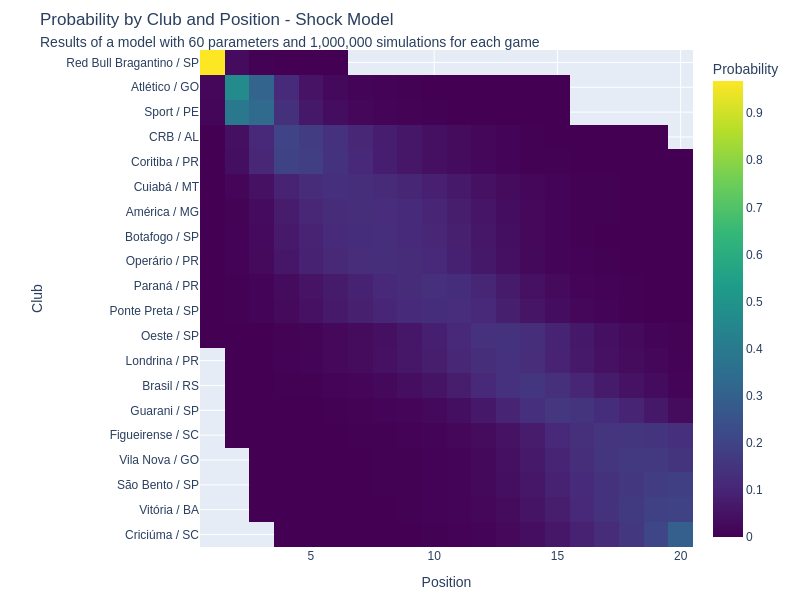 Probability by Club and Position - Shock Model
Results of a model with 60 parameters and 1,000,000 simulations for each game
Red Bull Bragantino / SP
Atlético / GO
Sport / PE
CRB / AL
Coritiba / PR
Cuiabá / MT
América / MG
Botafogo / SP
Operário / PR
Paraná / PR
Ponte Preta / SP
Oeste / SP
Londrina / PR
Brasil / RS
Guarani / SP
Figueirense / SC
Vila Nova / GO
São Bento / SP
Vitória / BA
Criciúma / SC
Club
5
10
15
20
Position
Probability
0.9
0.8
0.7
0.6
0.5
0.4
0.3
0.2
0.1
0